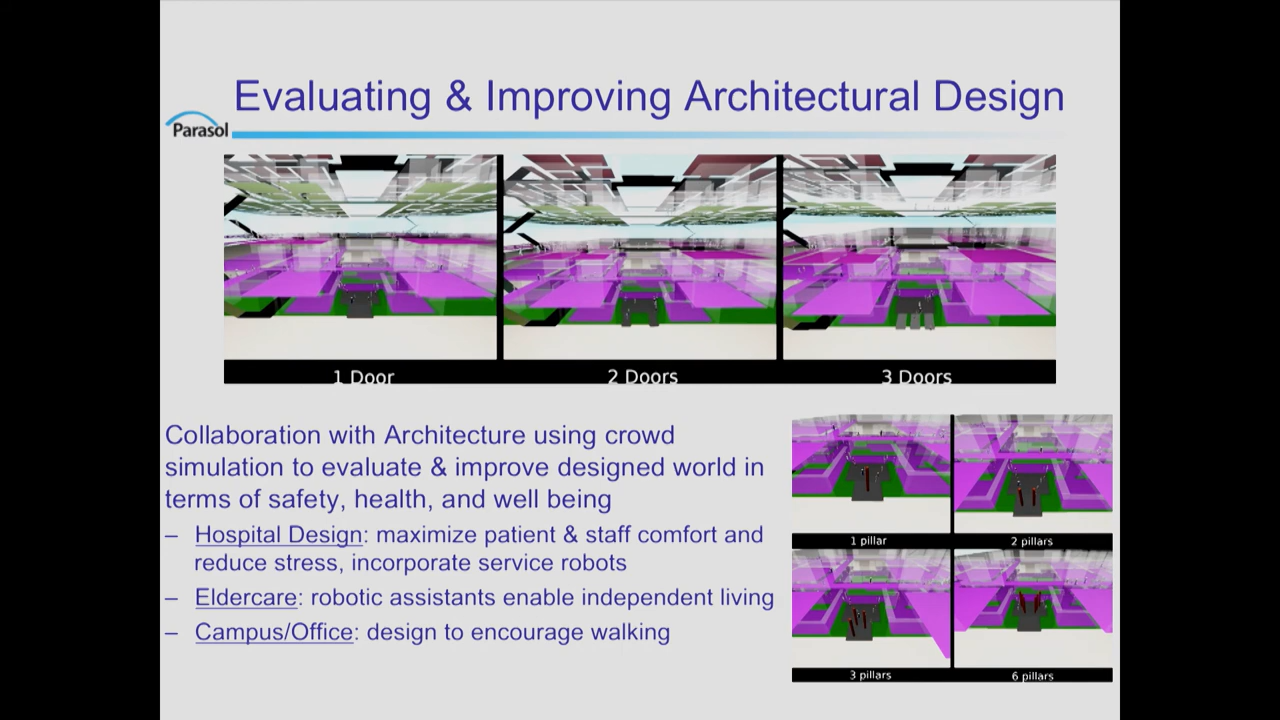 Evaluating & Improving Architectural Design
Parasol
1 Door
2 Doors
3 Doors
Collaboration with Architecture using crowd
simulation to evaluate & improve designed world in
terms of safety, health, and well being
– Hospital Design: maximize patient & staff comfort and
reduce stress, incorporate service robots
– Eldercare: robotic assistants enable independent living
– Campus/Office: design to encourage walking
1 pillar
2 pillars
3 pillars
6 pillars